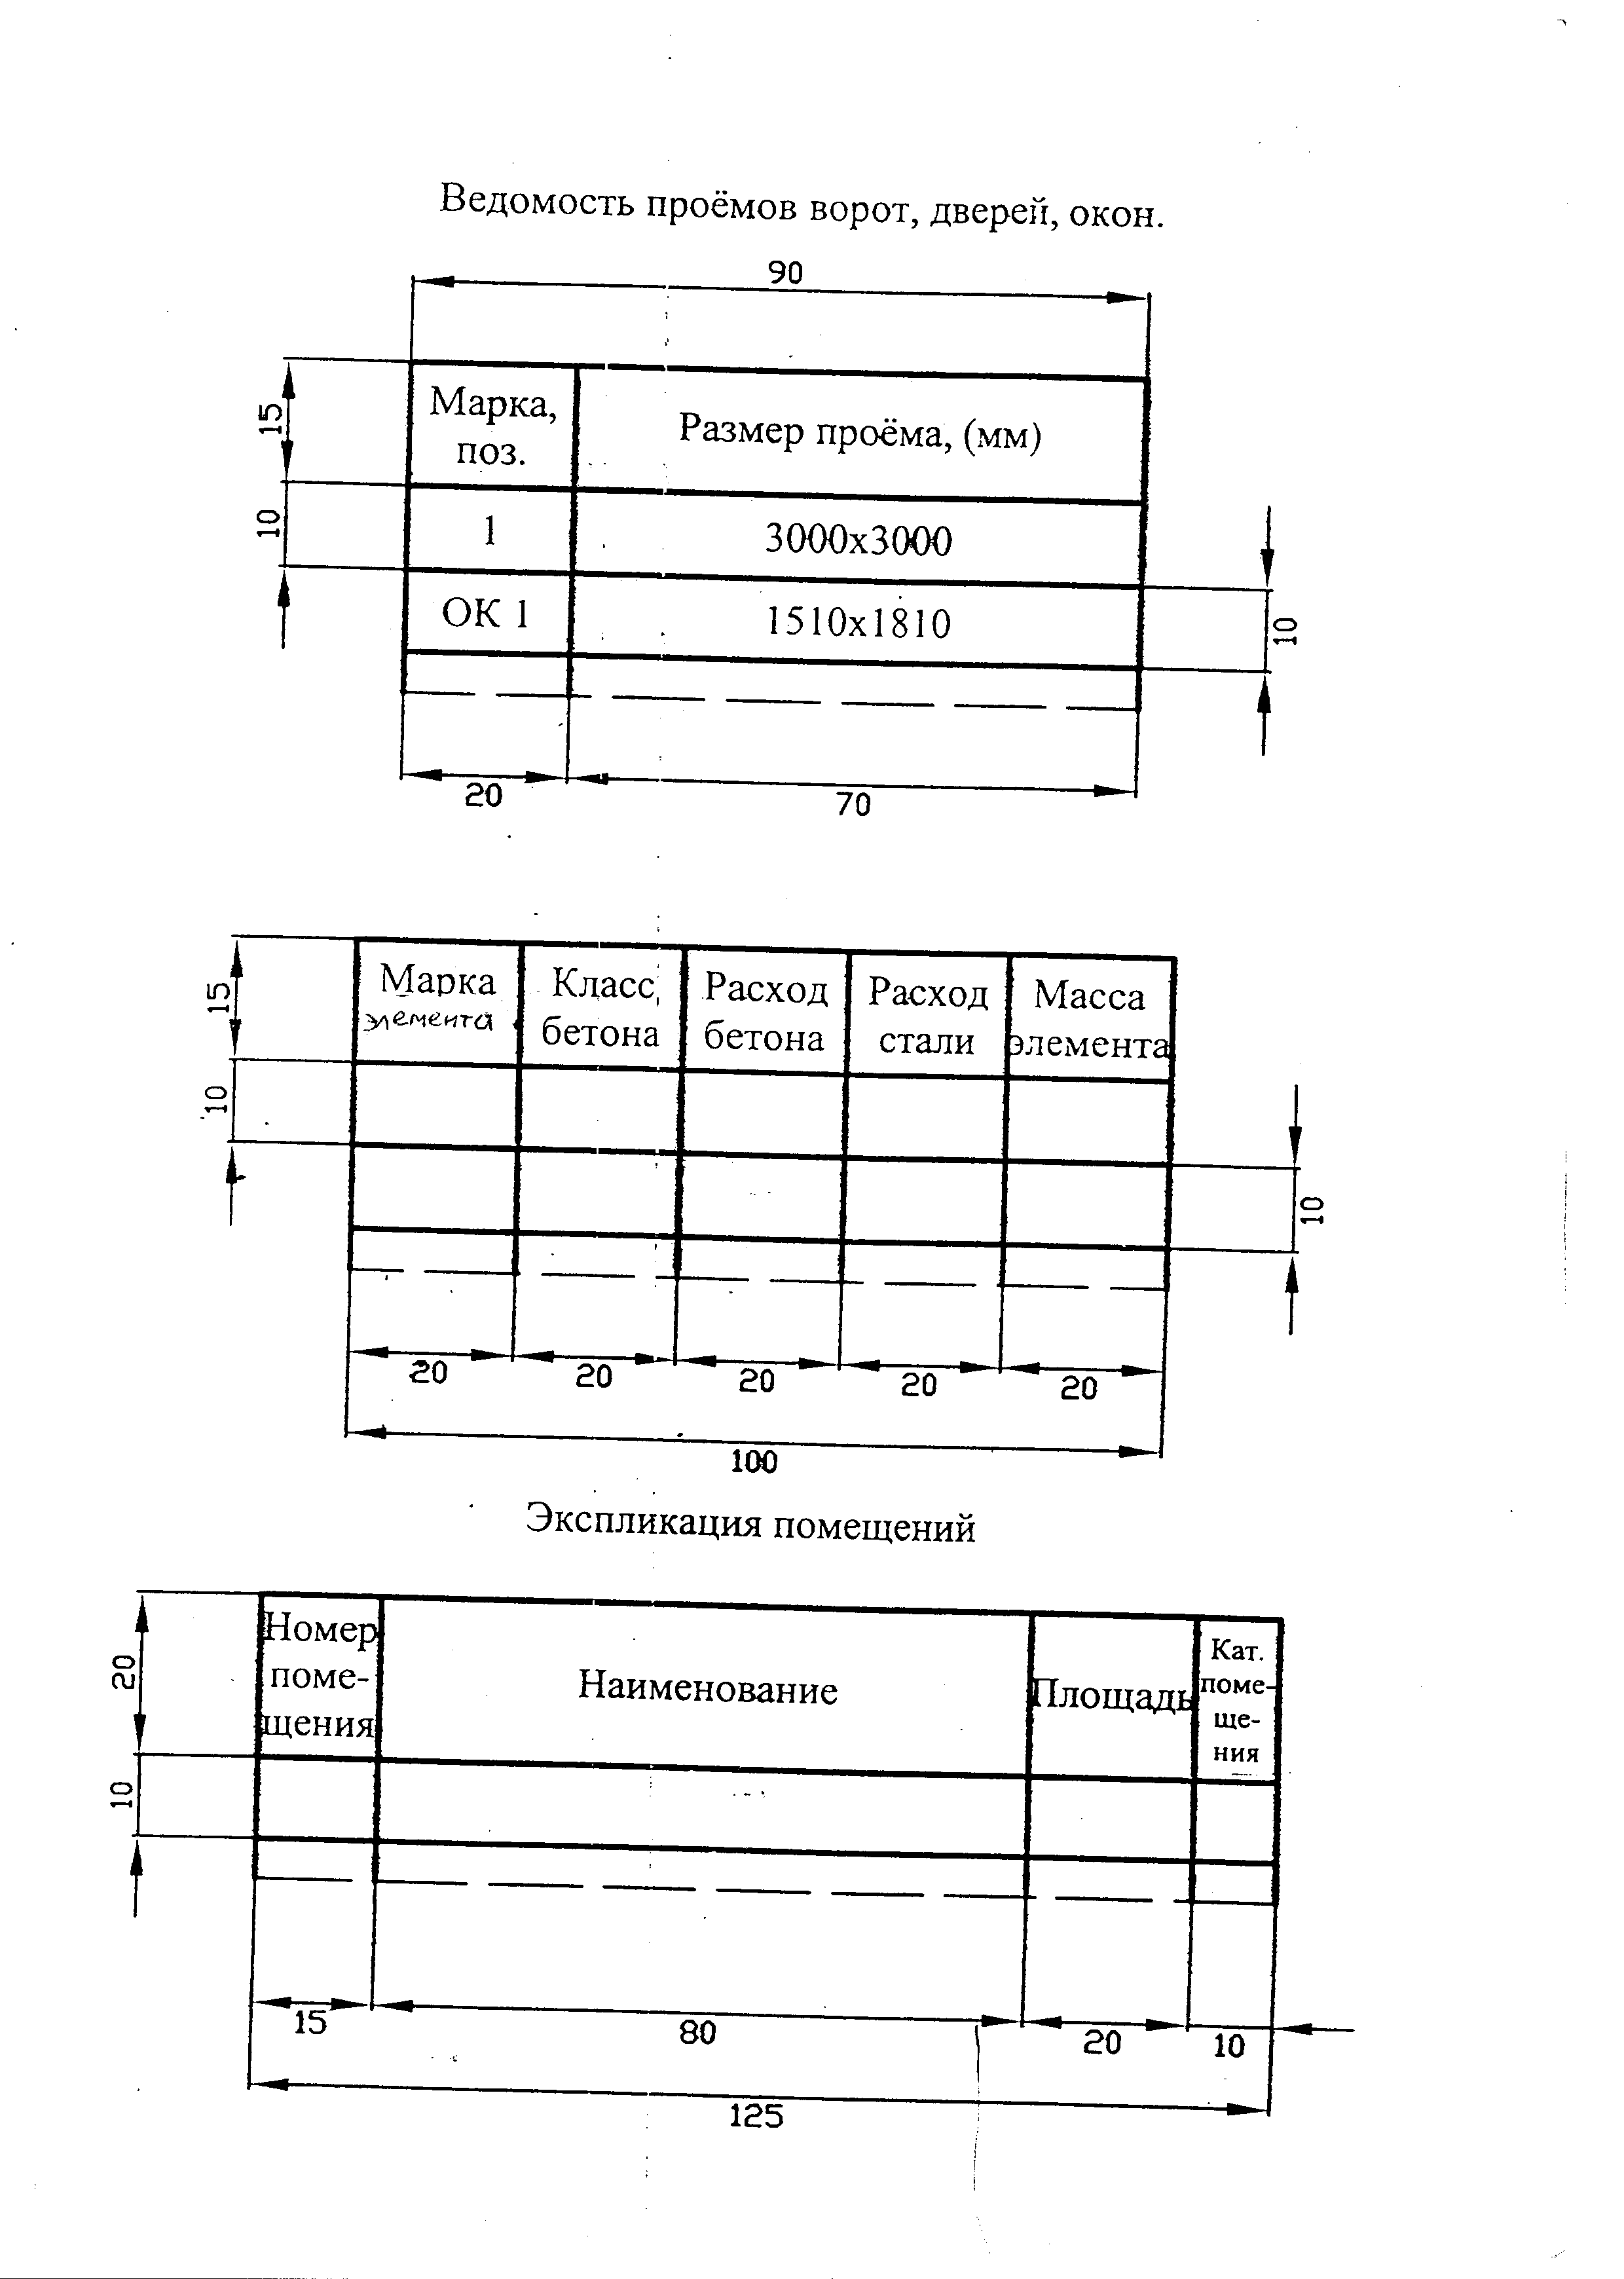 Ведомость проёмов ворот, дверей, окон.
90
15
Марка,
поз.
Размер проёма, (мм)
10
1
3000х3000
ОК 1
1510х1810
10
20
70
15
Марка
элемента
Класс
бетона
Расход
бетона
Расход
стали
Масса
элемента
10
10
20
20
20
20
20
100
Экспликация помещений
20
Номер
поме-
щения
Наименование
Площадь
Кат.
поме-
ще-
ния
10
15
80
20
10
125